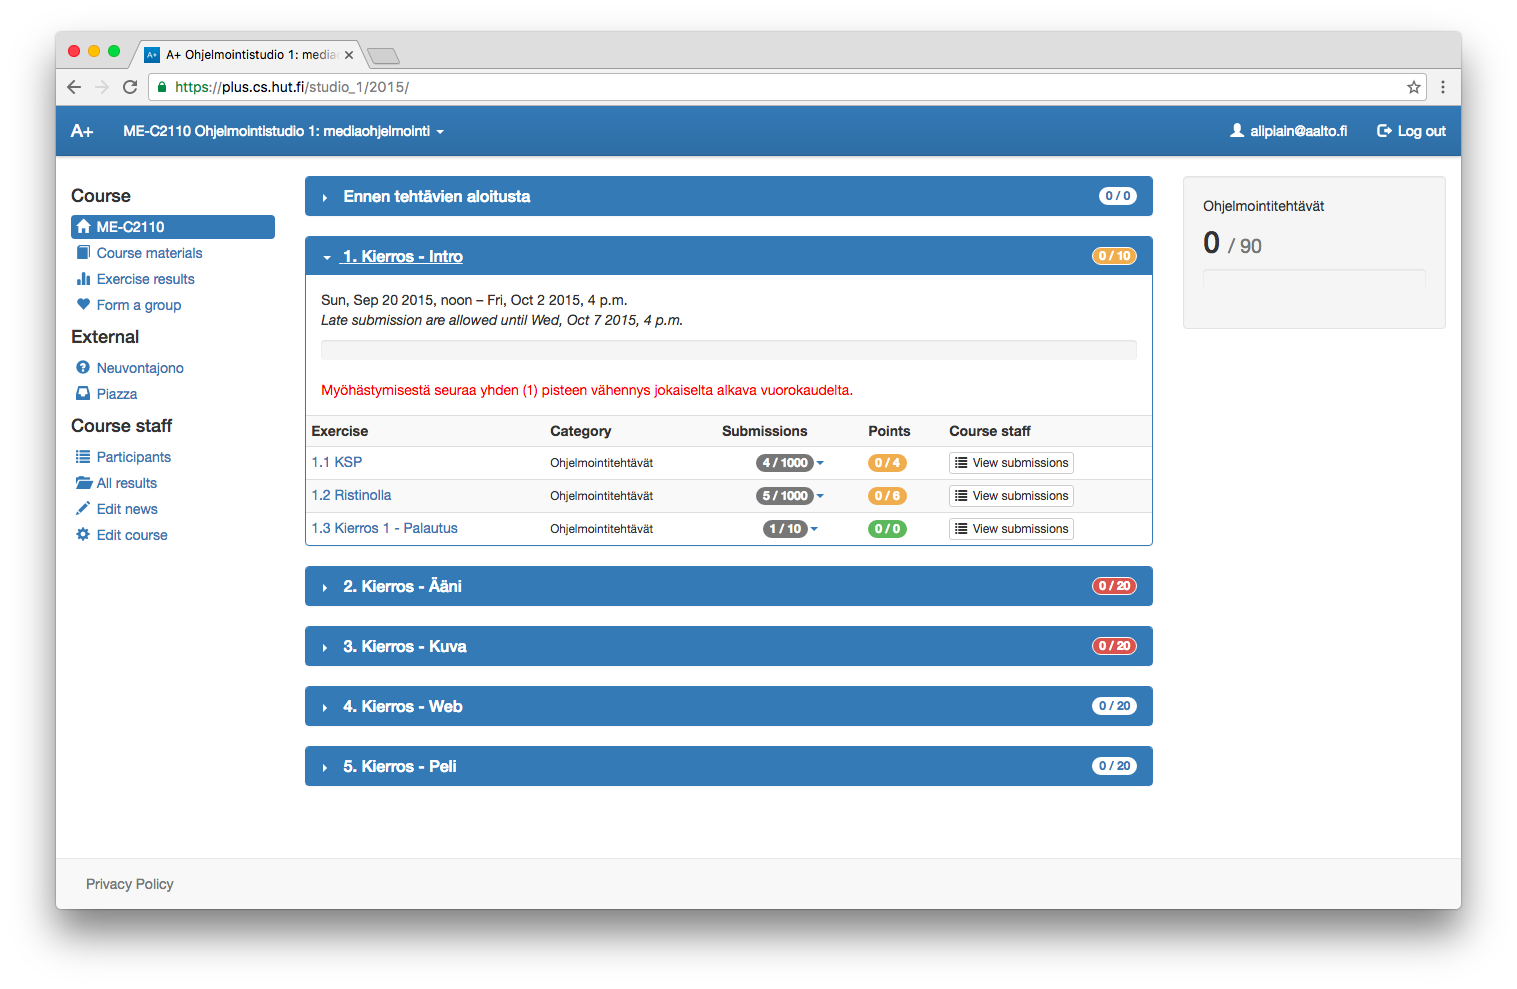 A+ Ohjelmointistudio 1: media
https://plus.cs.hut.fi/studio_1/2015/
A+ ME-C2110 Ohjelmointistudio 1: mediaohjelmointi alipiain@aalto.fi Log out
Course
ME-C2110
Course materials
Exercise results
Form a group
External
Neuvontajono
Piazza
Course staff
Participants
All results
Edit news
Edit course
Ennen tehtävien aloitusta 0 / 0
1. Kierros - Intro 0 / 10
Sun, Sep 20 2015, noon – Fri, Oct 2 2015, 4 p.m.
Late submission are allowed until Wed, Oct 7 2015, 4 p.m.
Myöhästymisestä seuraa yhden (1) pisteen vähennys jokaiselta alkava vuorokaudelta.
Exercise Category Submissions Points Course staff
1.1 KSP Ohjelmointitehtävät 4 / 1000 0 / 4 View submissions
1.2 Ristinolla Ohjelmointitehtävät 5 / 1000 0 / 6 View submissions
1.3 Kierros 1 - Palautus Ohjelmointitehtävät 1 / 10 0 / 0 View submissions
2. Kierros - Ääni 0 / 20
3. Kierros - Kuva 0 / 20
4. Kierros - Web 0 / 20
5. Kierros - Peli 0 / 20
Ohjelmointitehtävät
0 / 90
Privacy Policy